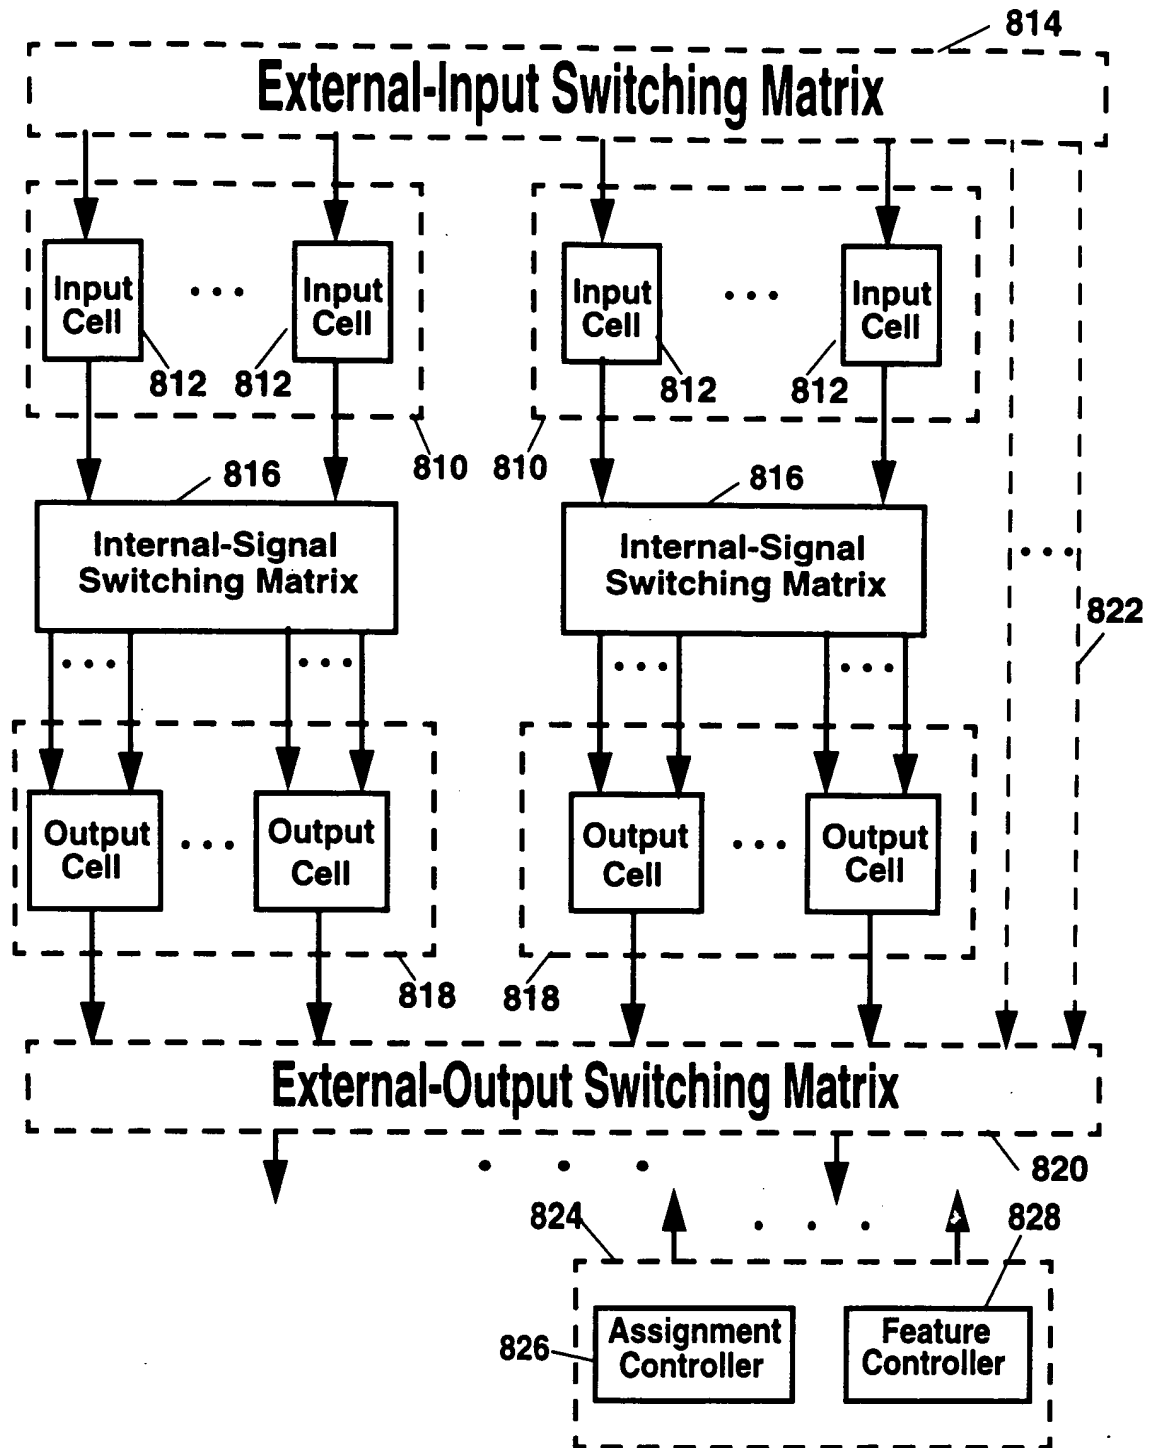 814
External-Input Switching Matrix
Input Cell
Input Cell
Input Cell
Input Cell
812
812
812
812
810
810
816
816
Internal-Signal
Switching Matrix
Internal-Signal
Switching Matrix
822
Output Cell
Output Cell
Output Cell
Output Cell
818
818
External-Output Switching Matrix
820
824
828
826
Assignment
Controller
Feature
Controller